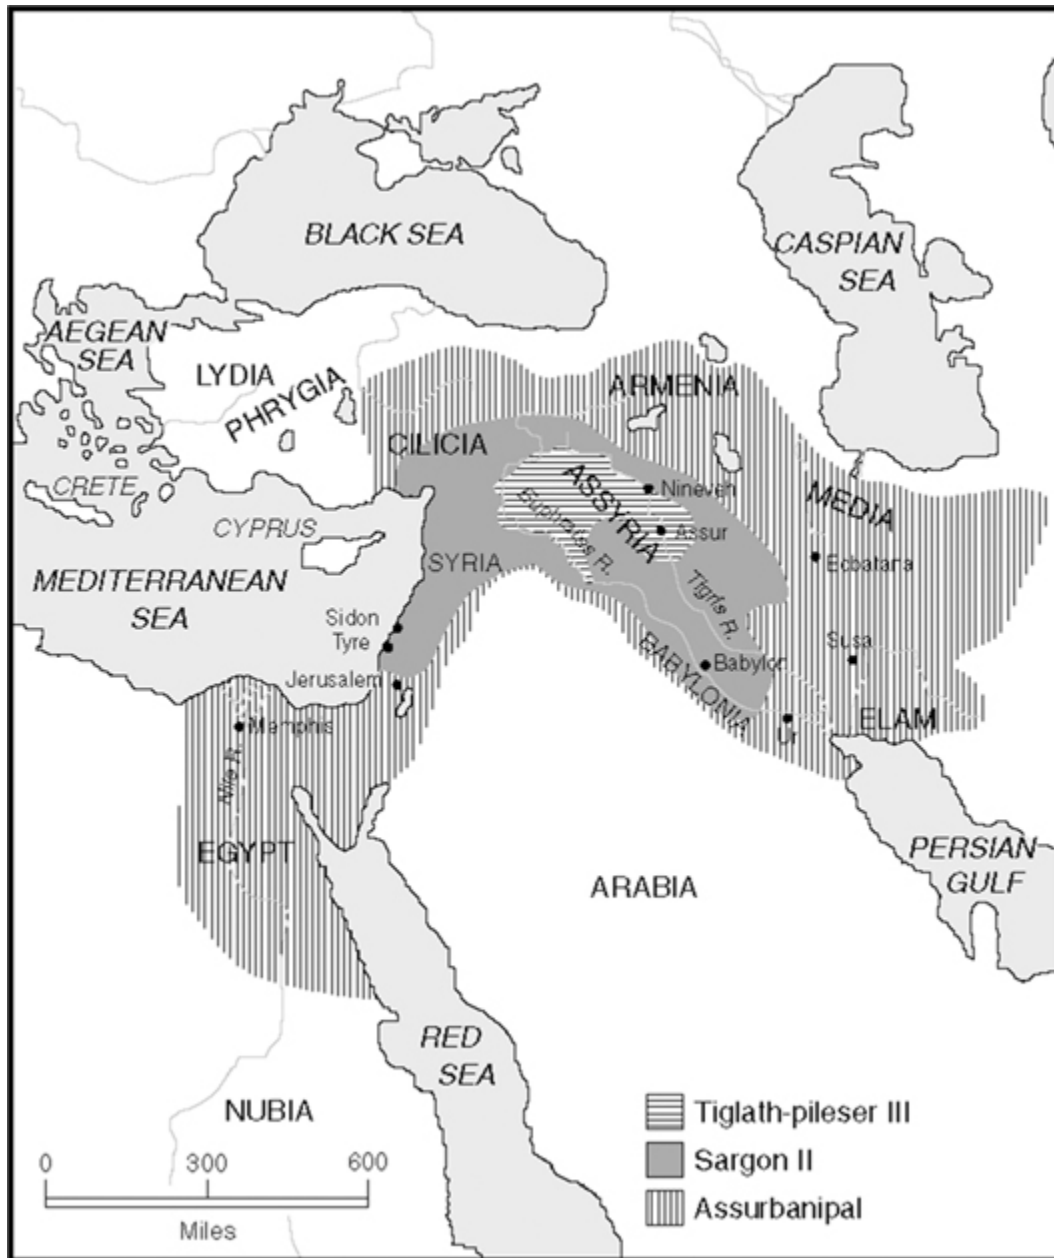 BLACK SEA
CASPIAN
SEA
AEGEAN
SEA
LYDIA
PHRYGIA
ARMENIA
CILICIA
CRETE
ASSYRIA
Nineveh
MEDIA
CYPRUS
Euphrates R.
Assur
SYRIA
Ecbatana
MEDITERRANEAN
SEA
Tigris R.
Sidon
Tyre
Susa
Jerusalem
BABYLONIA
Babylon
Memphis
Ur
ELAM
Nile R.
EGYPT
ARABIA
PERSIAN
GULF
RED
SEA
NUBIA
Tiglath-pileser III
Sargon II
Assurbanipal
0 300 600
Miles